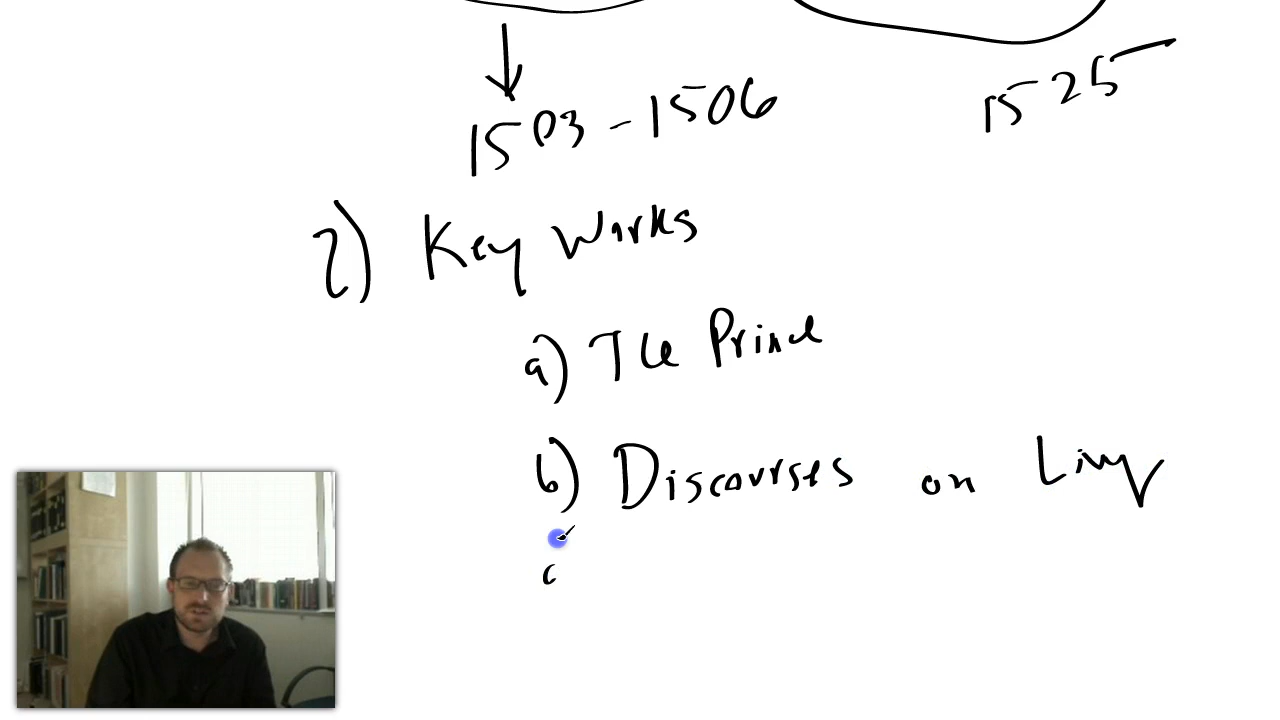 1503 - 1506
1525
2) Key Works
a) The Prince
b) Discourses on Livy
c